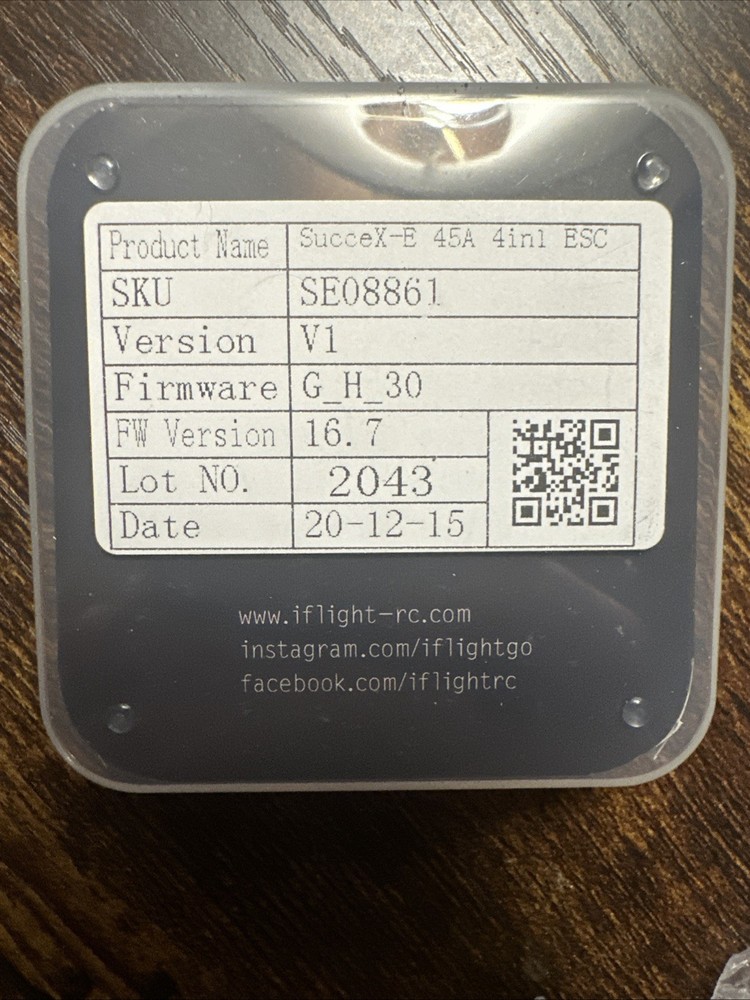 Product Name SucceX-E 45A 4in1 ESC
SKU SE08861
Version V1
Firmware G_H_30
FW Version 16.7
Lot NO. 2043
Date 20-12-15
www.iflight-rc.com
instagram.com/iflightgo
facebook.com/iflightrc